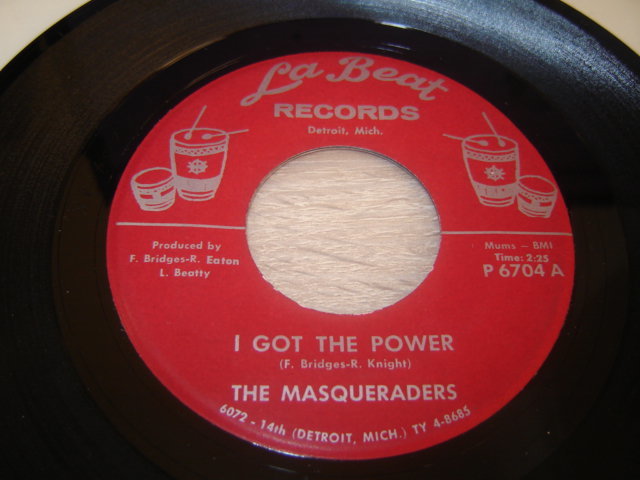 La Beat
RECORDS
Detroit, Mich.
Produced by
F. Bridges-R. Eaton
L. Beatty
Mums - BMI
Time: 2:25
P 6704 A
I GOT THE POWER
(F. Bridges-R. Knight)
THE MASQUERADERS
6072 - 14th (DETROIT, MICH.) TY 4-8685